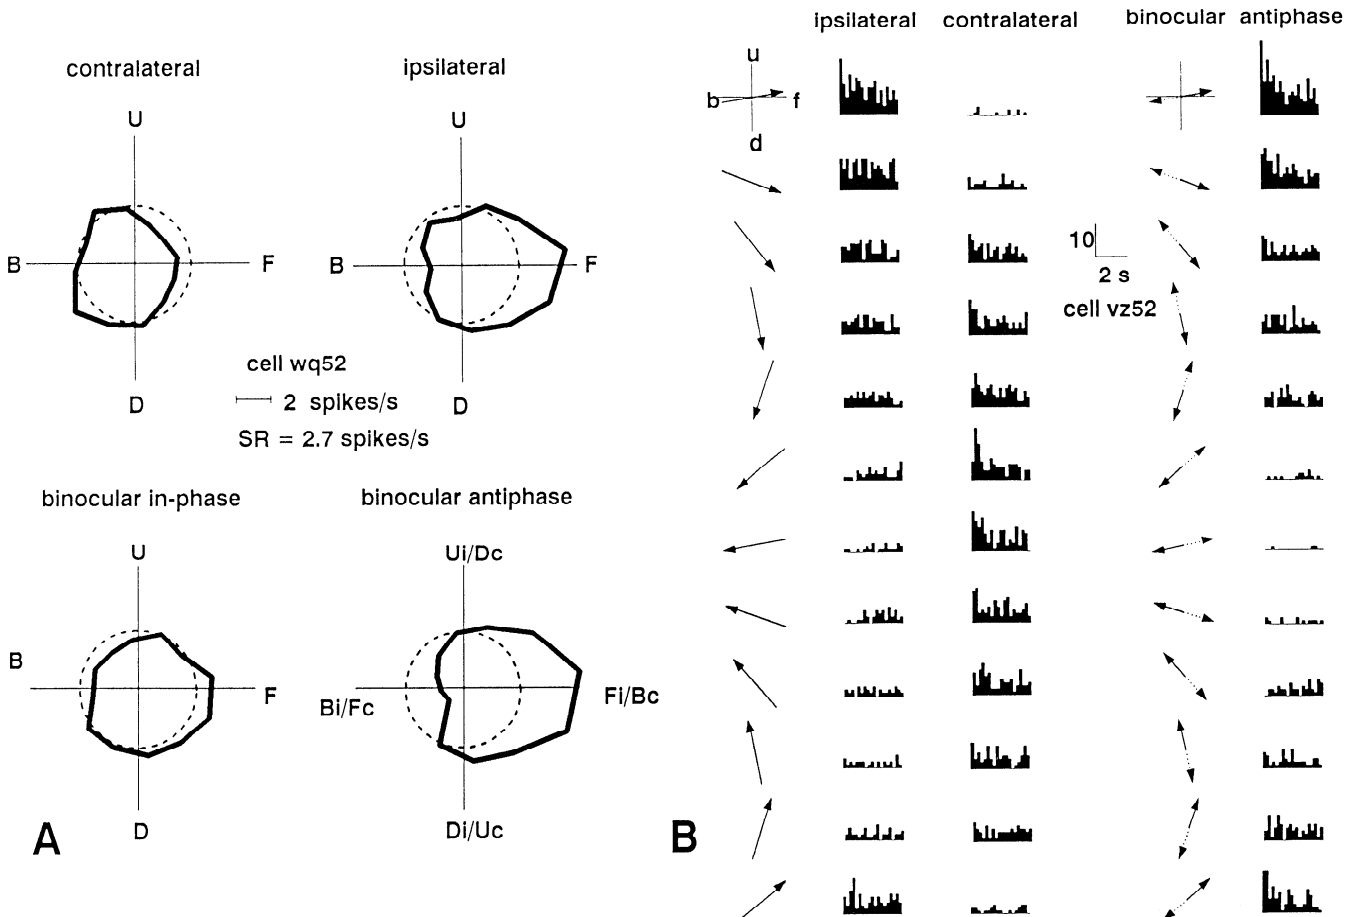 contralateral
ipsilateral
U
U
B
F
B
F
D
D
cell wq52
2 spikes/s
SR = 2.7 spikes/s
binocular in-phase
binocular antiphase
U
Ui/Dc
B
F
Bi/Fc
Fi/Bc
D
Di/Uc
A
ipsilateral contralateral
binocular antiphase
u
b
f
d
10
2 s
cell vz52
B